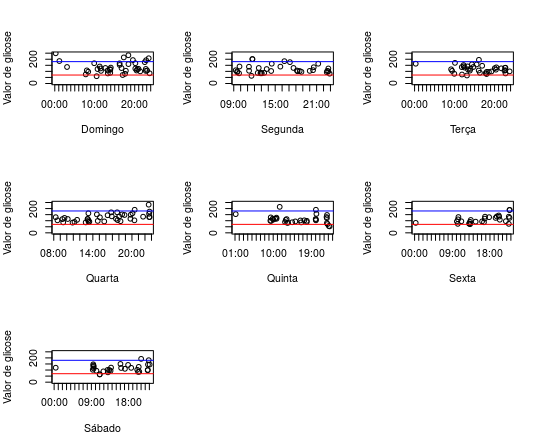 Valor de glicose
0 200
00:00 10:00 20:00
Domingo
Valor de glicose
0 200
09:00 15:00 21:00
Segunda
Valor de glicose
0 200
00:00 10:00 20:00
Terça
Valor de glicose
0 200
08:00 14:00 20:00
Quarta
Valor de glicose
0 200
01:00 10:00 19:00
Quinta
Valor de glicose
0 200
00:00 09:00 18:00
Sexta
Valor de glicose
0 200
00:00 09:00 18:00
Sábado